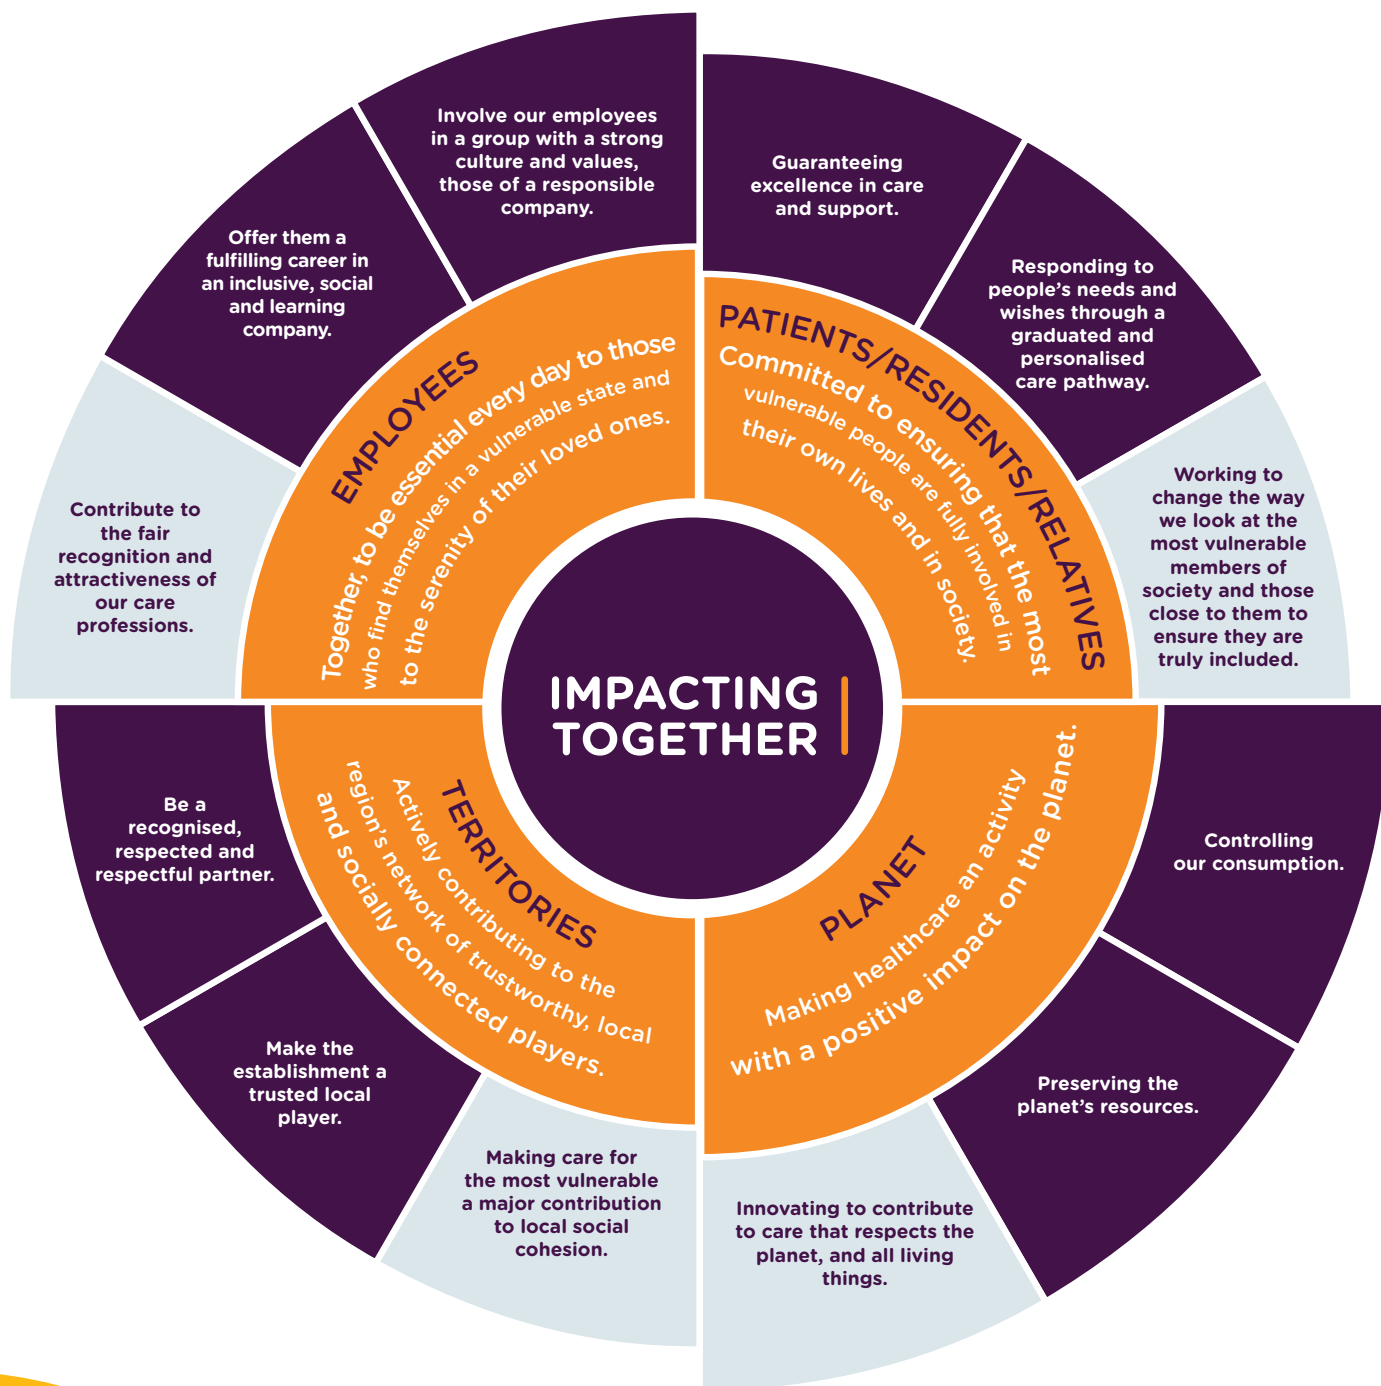 IMPACTING
TOGETHER
EMPLOYEES
Together, to be essential every day to those
who find themselves in a vulnerable state and
to the serenity of their loved ones.
Involve our employees
in a group with a strong
culture and values,
those of a responsible
company.
Offer them a
fulfilling career in
an inclusive, social
and learning
company.
Contribute to
the fair
recognition and
attractiveness of
our care
professions.
PATIENTS/RESIDENTS/RELATIVES
Committed to ensuring that the most
vulnerable people are fully involved in
their own lives and in society.
Guaranteeing
excellence in care
and support.
Responding to
people's needs and
wishes through a
graduated and
personalised
care pathway.
Working to
change the way
we look at the
most vulnerable
members of
society and those
close to them to
ensure they are
truly included.
TERRITORIES
Actively contributing to the
region's network of trustworthy, local
and socially connected players.
Be a
recognised,
respected and
respectful partner.
Make the
establishment a
trusted local
player.
Making care for
the most vulnerable
a major contribution
to local social
cohesion.
PLANET
Making healthcare an activity
with a positive impact on the planet.
Controlling
our consumption.
Preserving the
planet's resources.
Innovating to contribute
to care that respects the
planet, and all living
things.